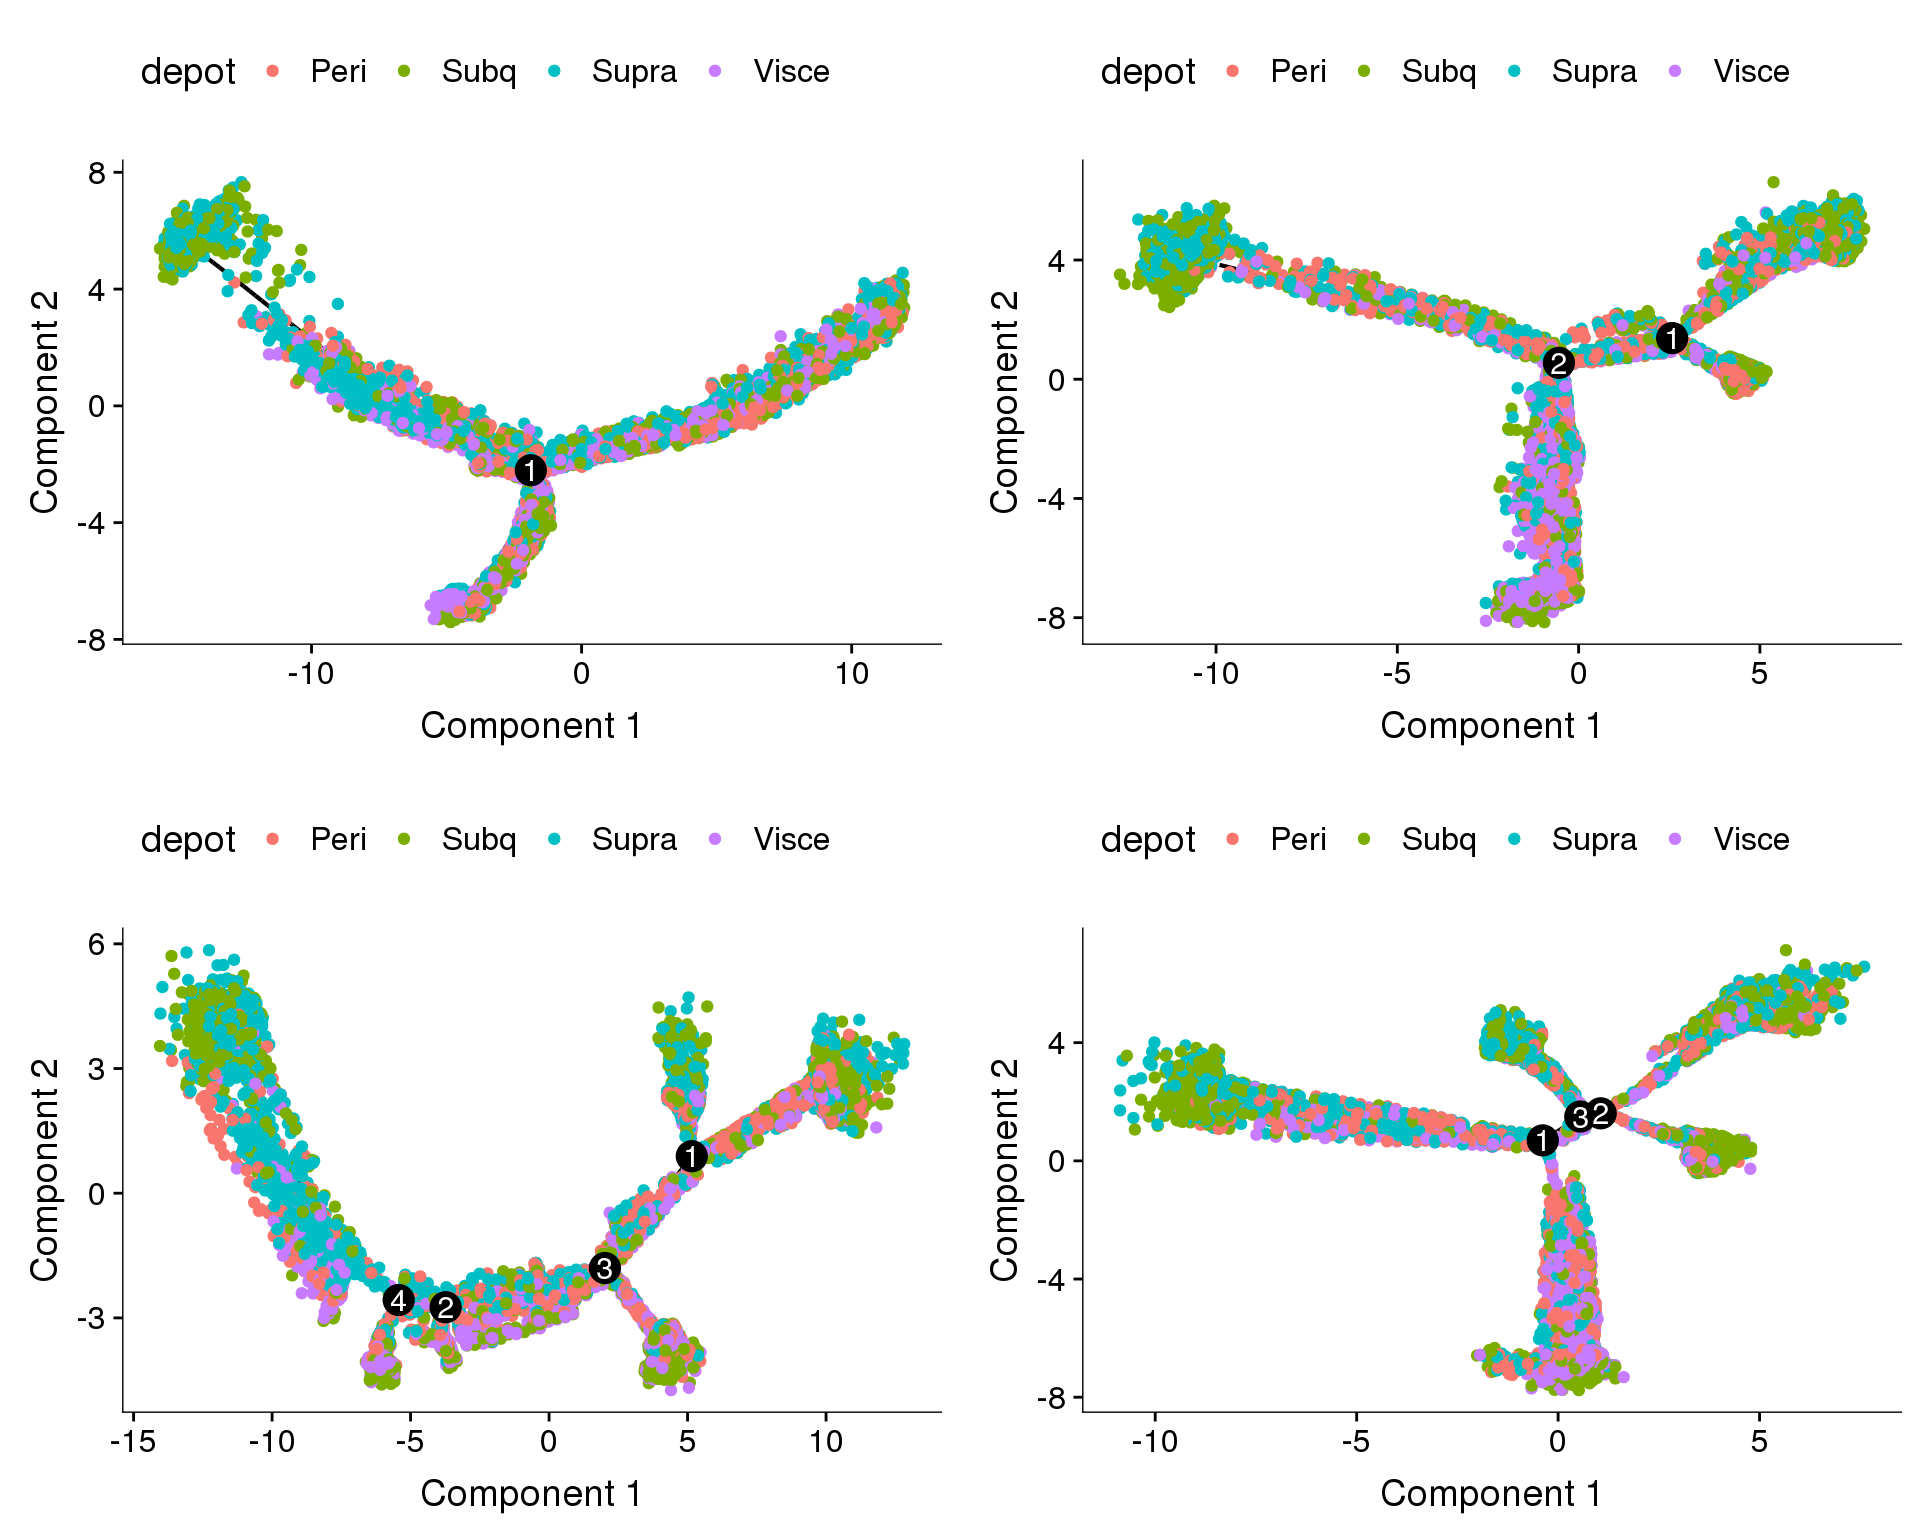 depot Peri Subq Supra Visce
8
4
0
-4
-8
Component 2
1
-10 0 10
Component 1
depot Peri Subq Supra Visce
4
0
-4
-8
Component 2
1
2
-5 0 5
-10
Component 1
depot Peri Subq Supra Visce
6
3
0
-3
Component 2
1
3
4 2
-15 -10 -5 0 5 10
Component 1
depot Peri Subq Supra Visce
4
0
-4
-8
Component 2
1 3 2
-10 -5 0 5
Component 1